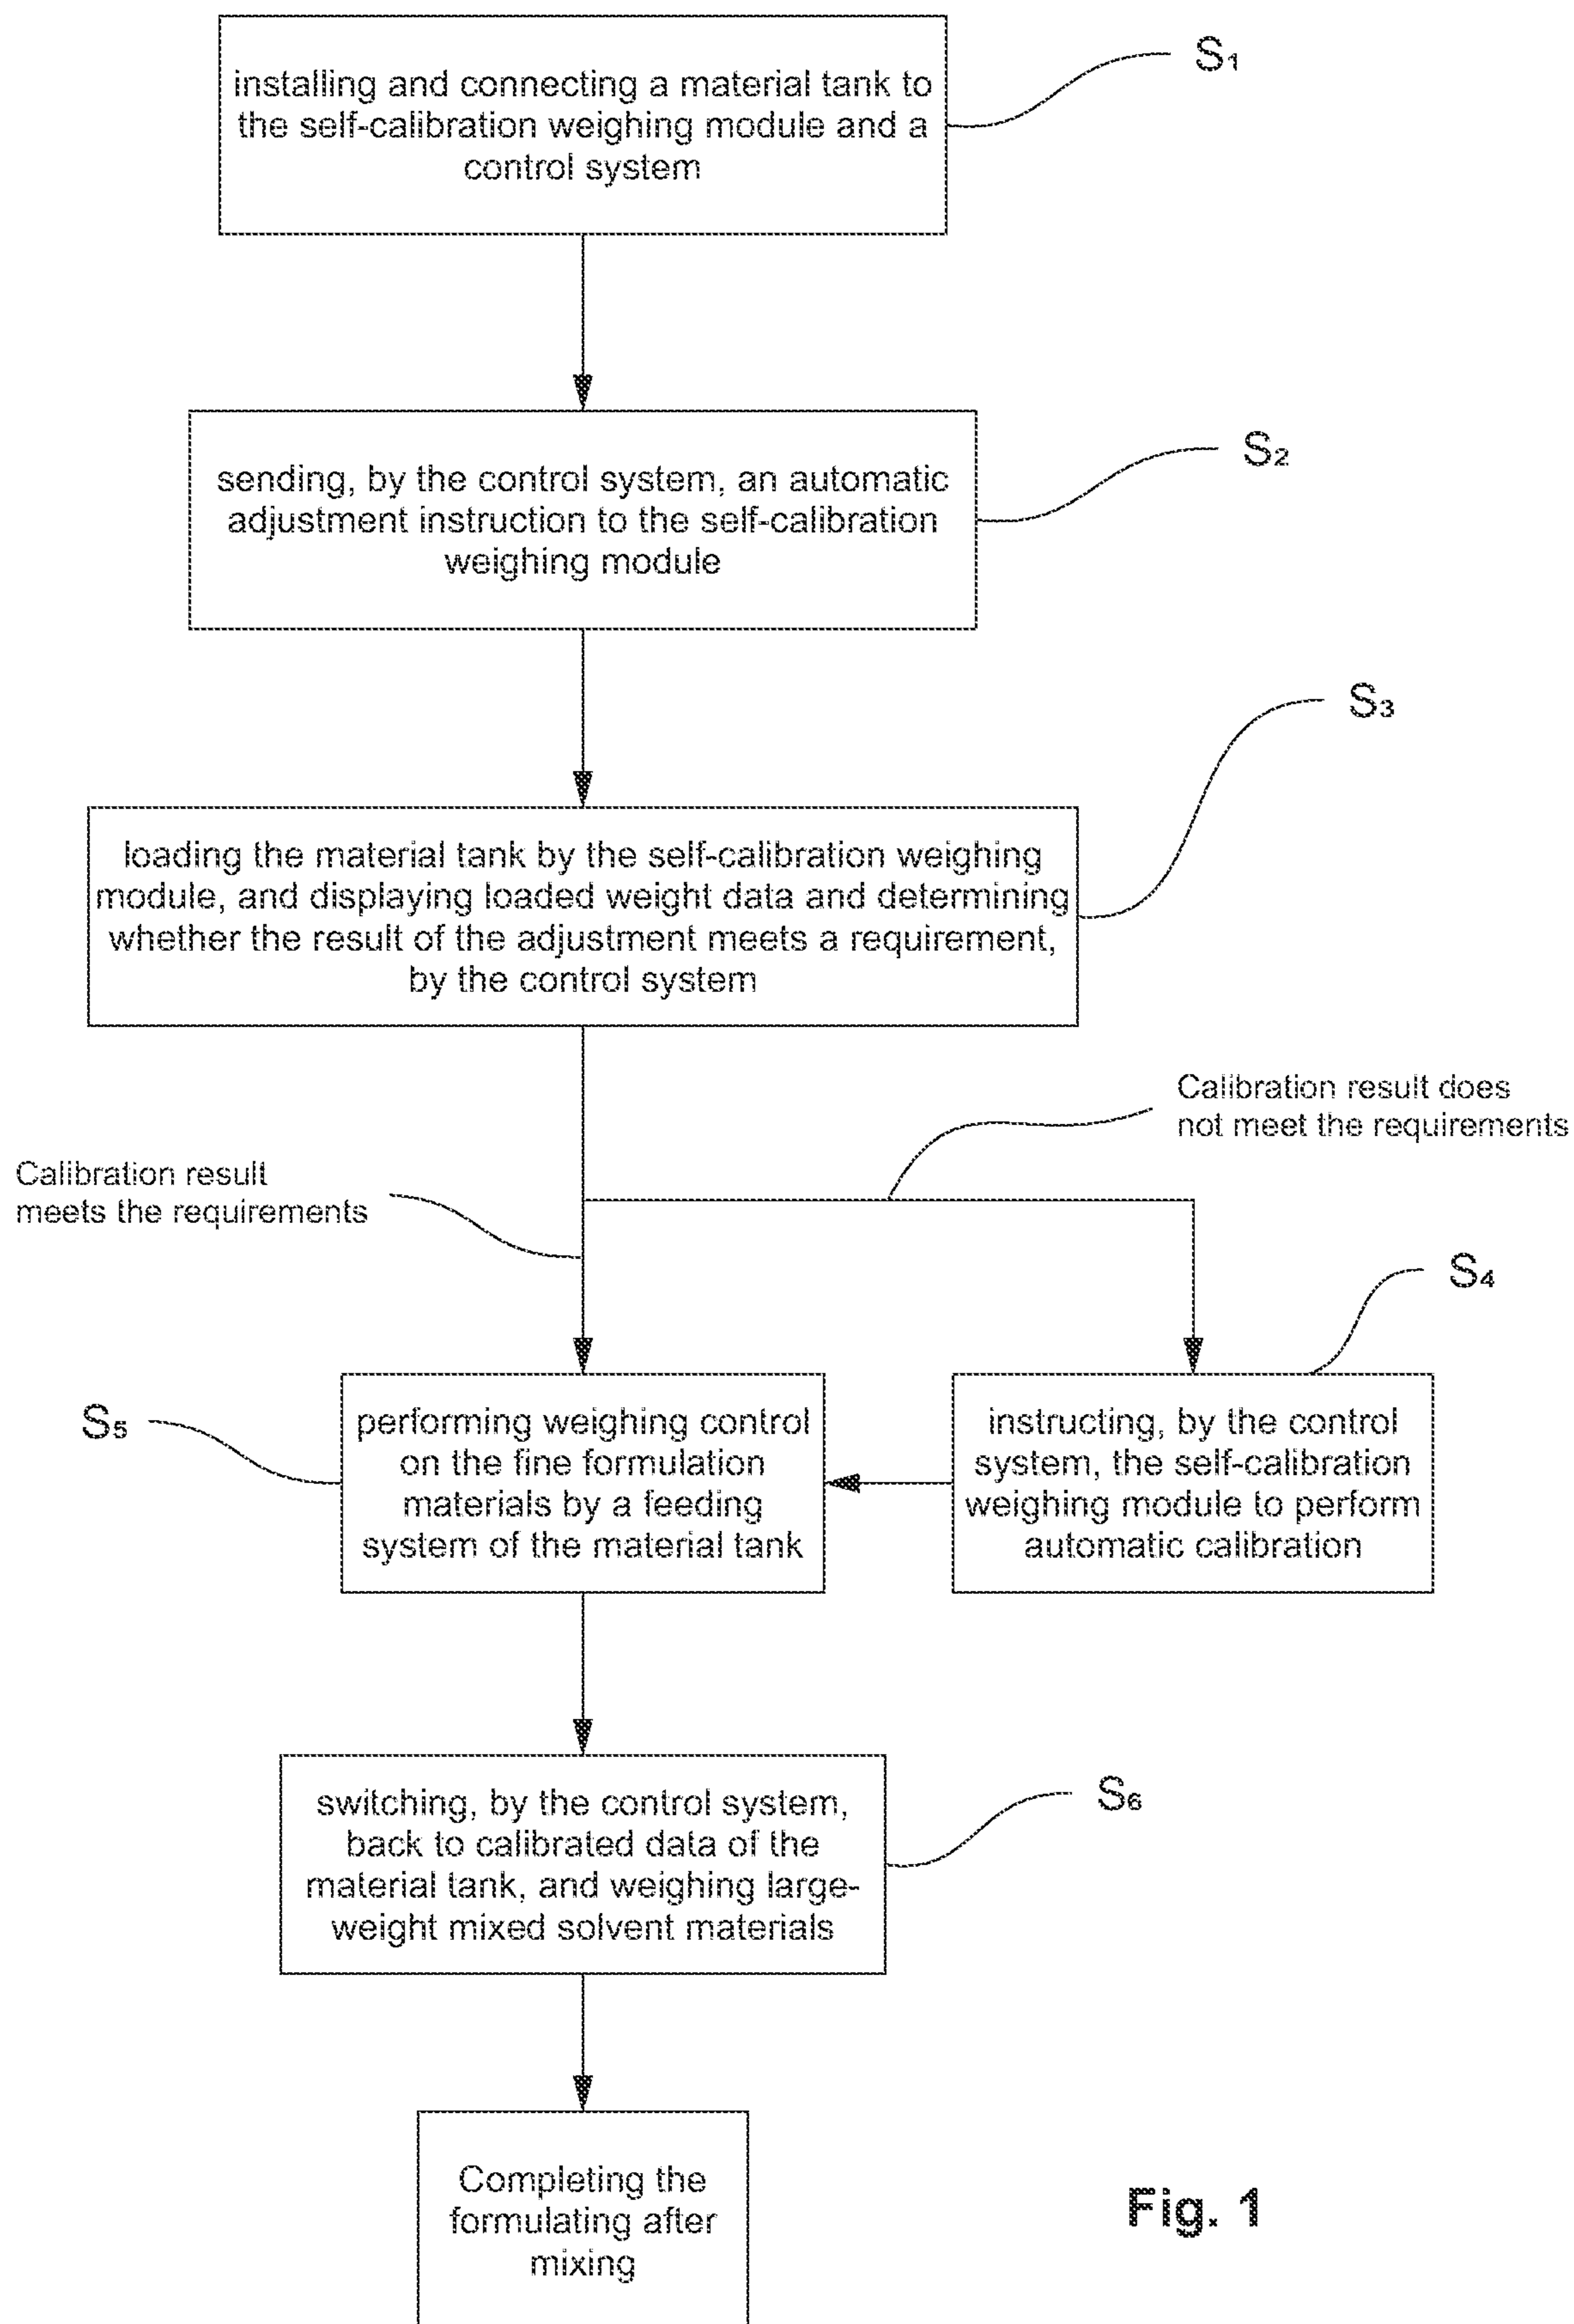 installing and connecting a material tank to
the self-calibration weighing module and a
control system
S₁
sending, by the control system, an automatic
adjustment instruction to the self-calibration
weighing module
S₂
S₃
loading the material tank by the self-calibration weighing
module, and displaying loaded weight data and determining
whether the result of the adjustment meets a requirement,
by the control system
Calibration result does
not meet the requirements
Calibration result
meets the requirements
S₄
S₅
performing weighing control
on the fine formulation
materials by a feeding
system of the material tank
instructing, by the control
system, the self-calibration
weighing module to perform
automatic calibration
switching, by the control system,
back to calibrated data of the
material tank, and weighing large-
weight mixed solvent materials
S₆
Completing the
formulating after
mixing
Fig. 1